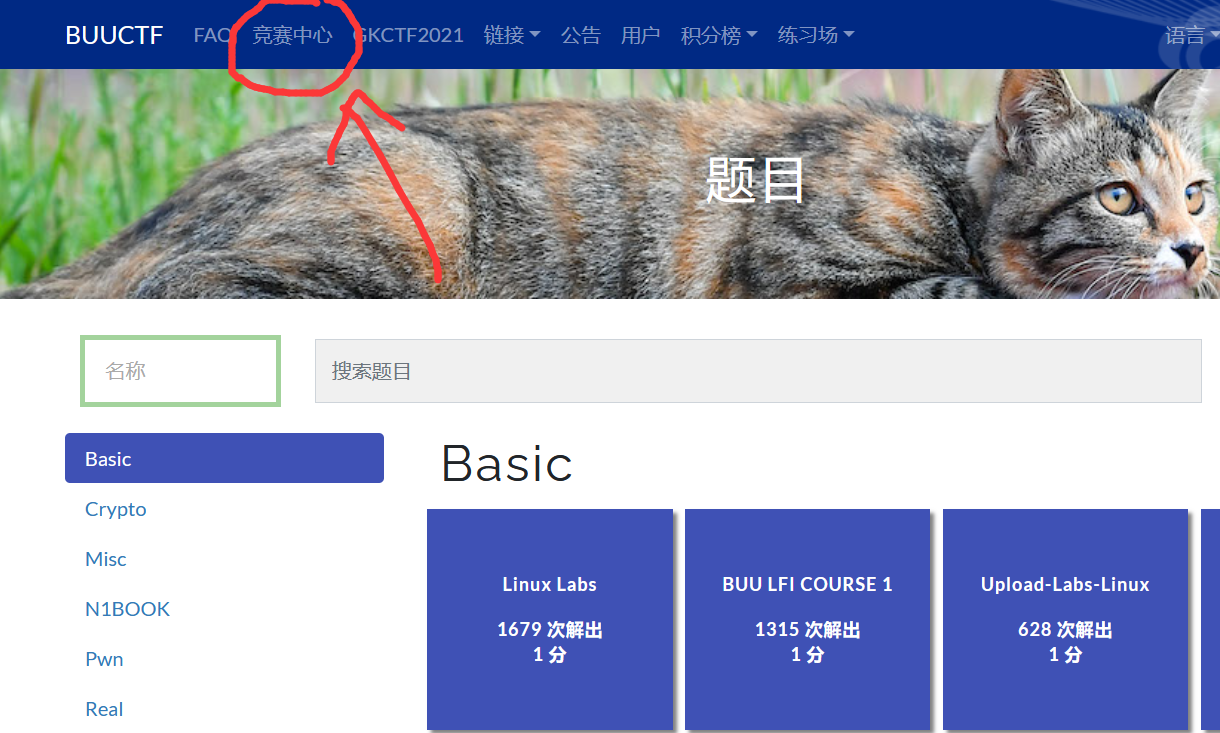 BUUCTF FAQ 竞赛中心 GKCTF2021 链接 公告 用户 积分榜 练习场 语言
题目
名称 搜索题目
Basic
Crypto
Misc
N1BOOK
Pwn
Real
Basic
Linux Labs
1679 次解出
1 分
BUU LFI COURSE 1
1315 次解出
1 分
Upload-Labs-Linux
628 次解出
1 分